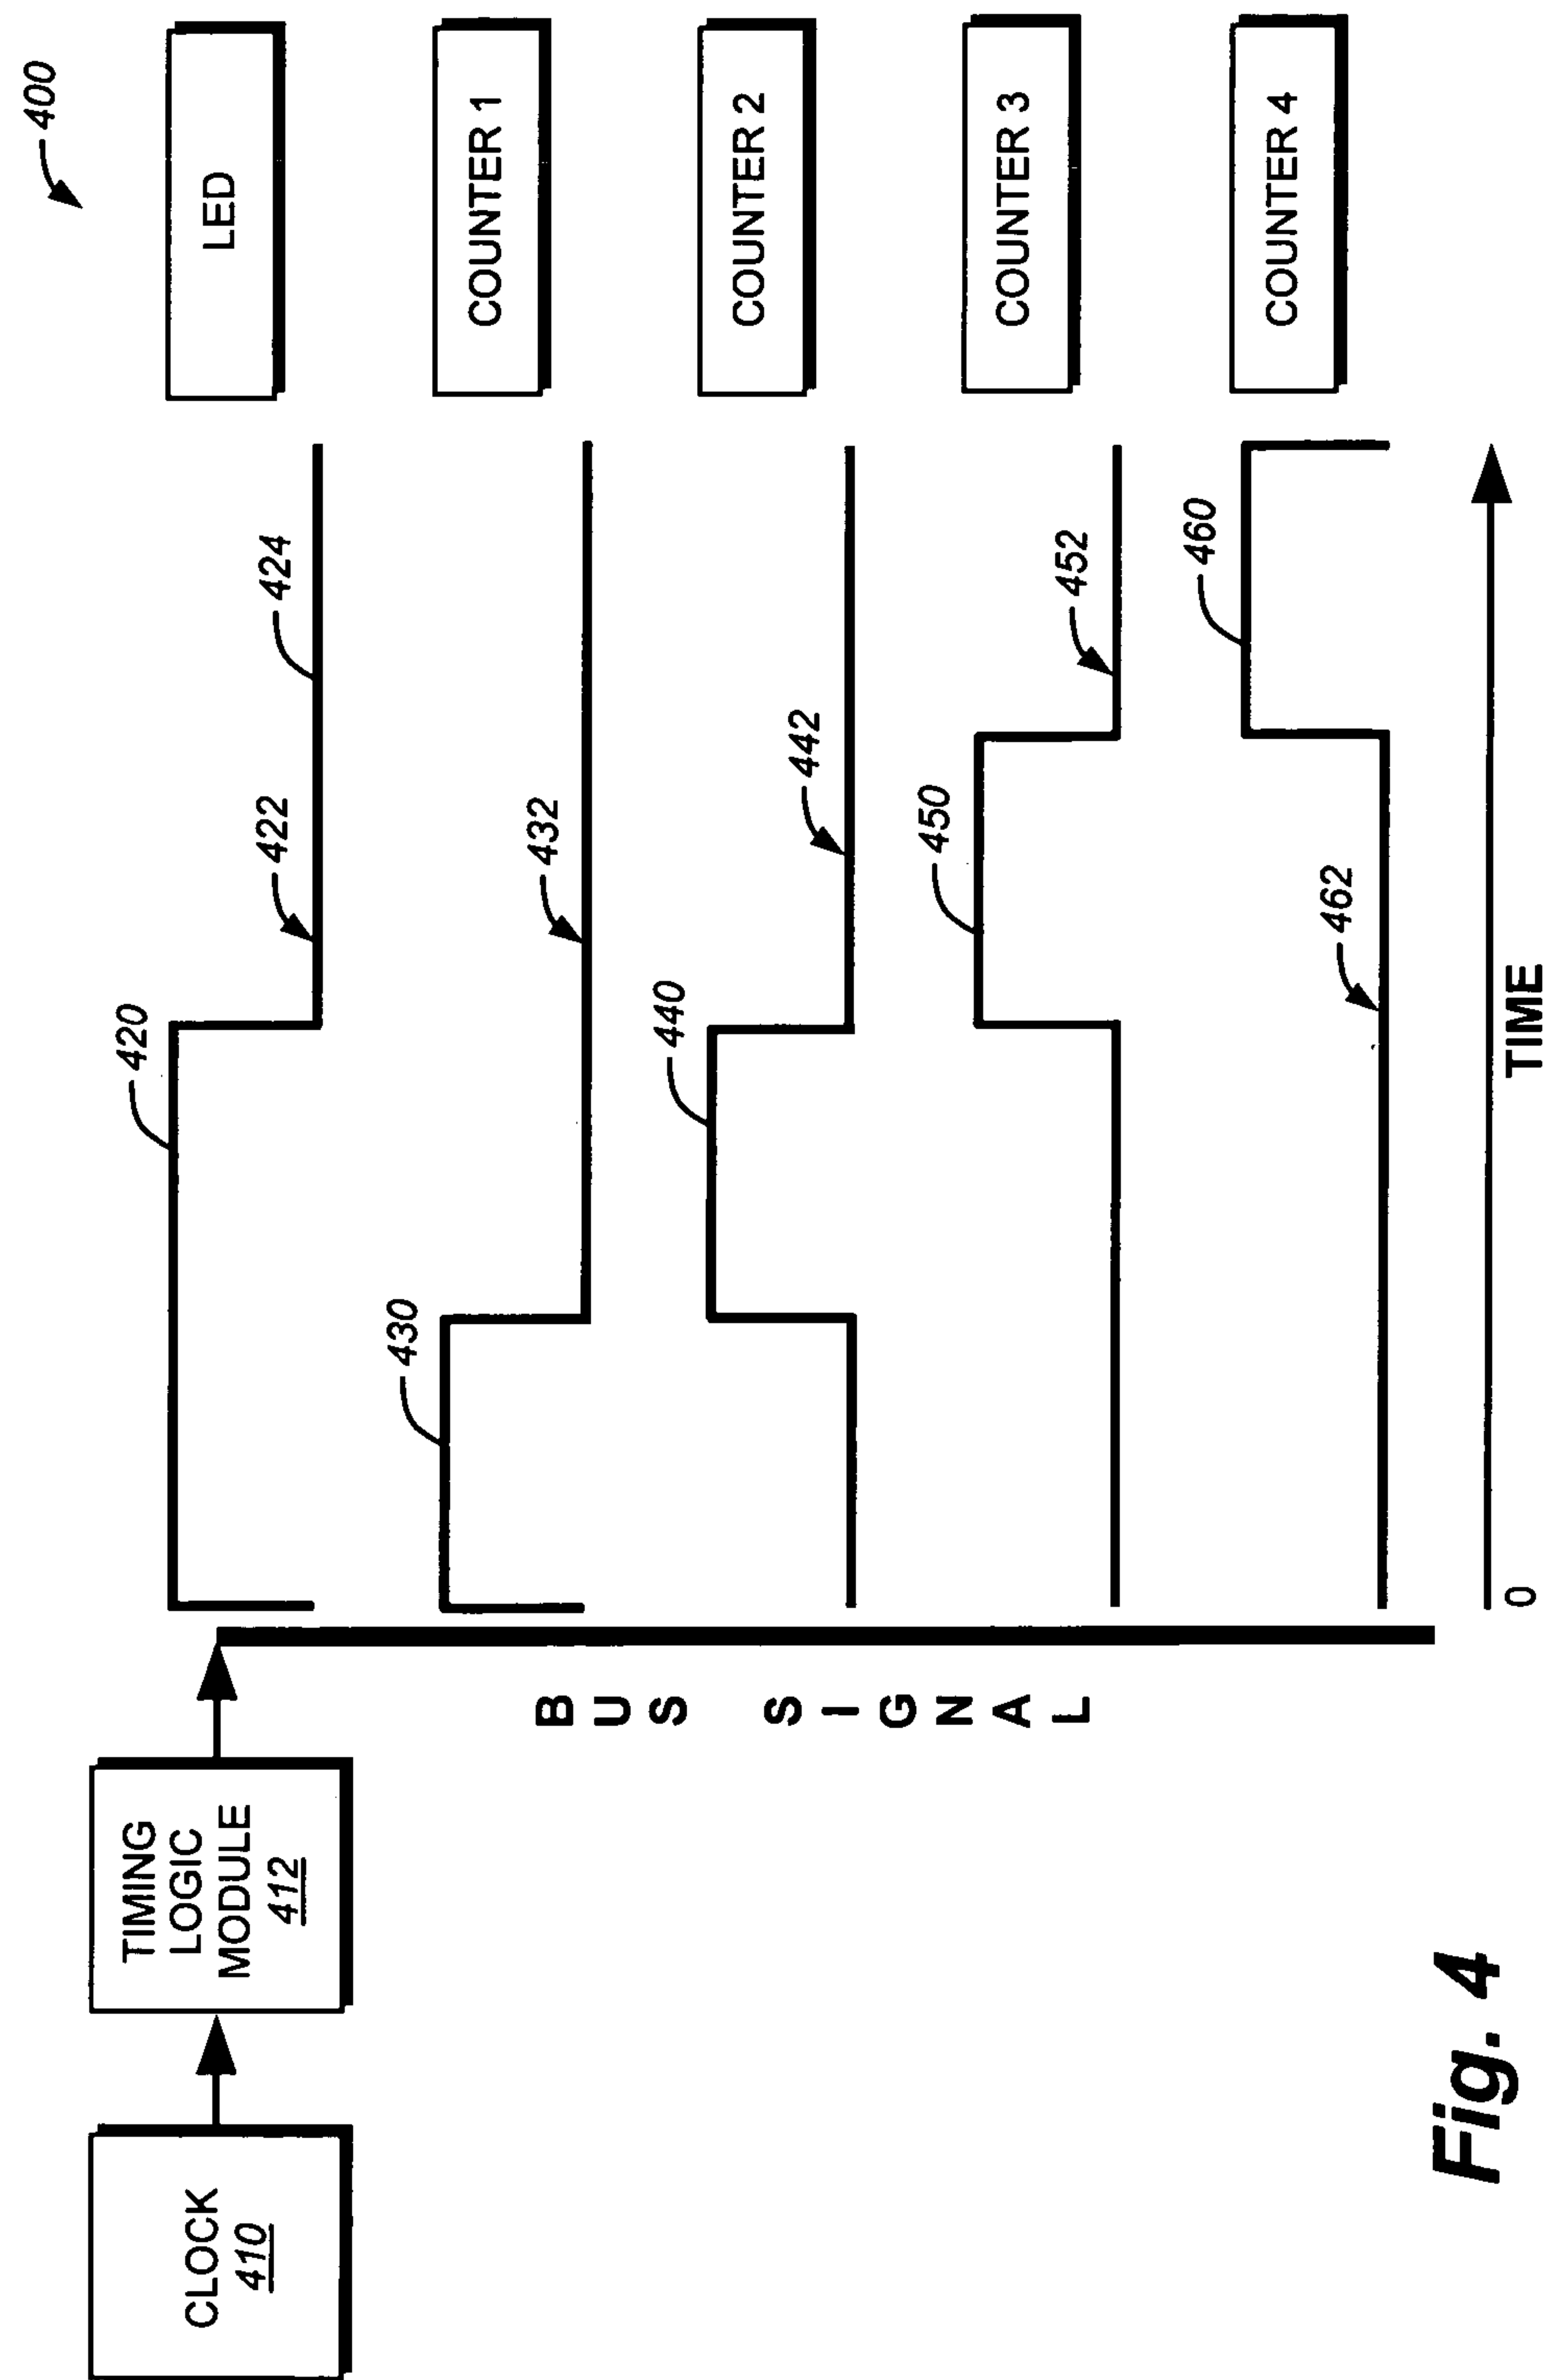 400
CLOCK
410
TIMING
LOGIC
MODULE
412
BUS SIGNAL
420
422
424
LED
430
432
COUNTER 1
440
442
COUNTER 2
450
452
COUNTER 3
460
462
COUNTER 4
0
TIME
Fig. 4